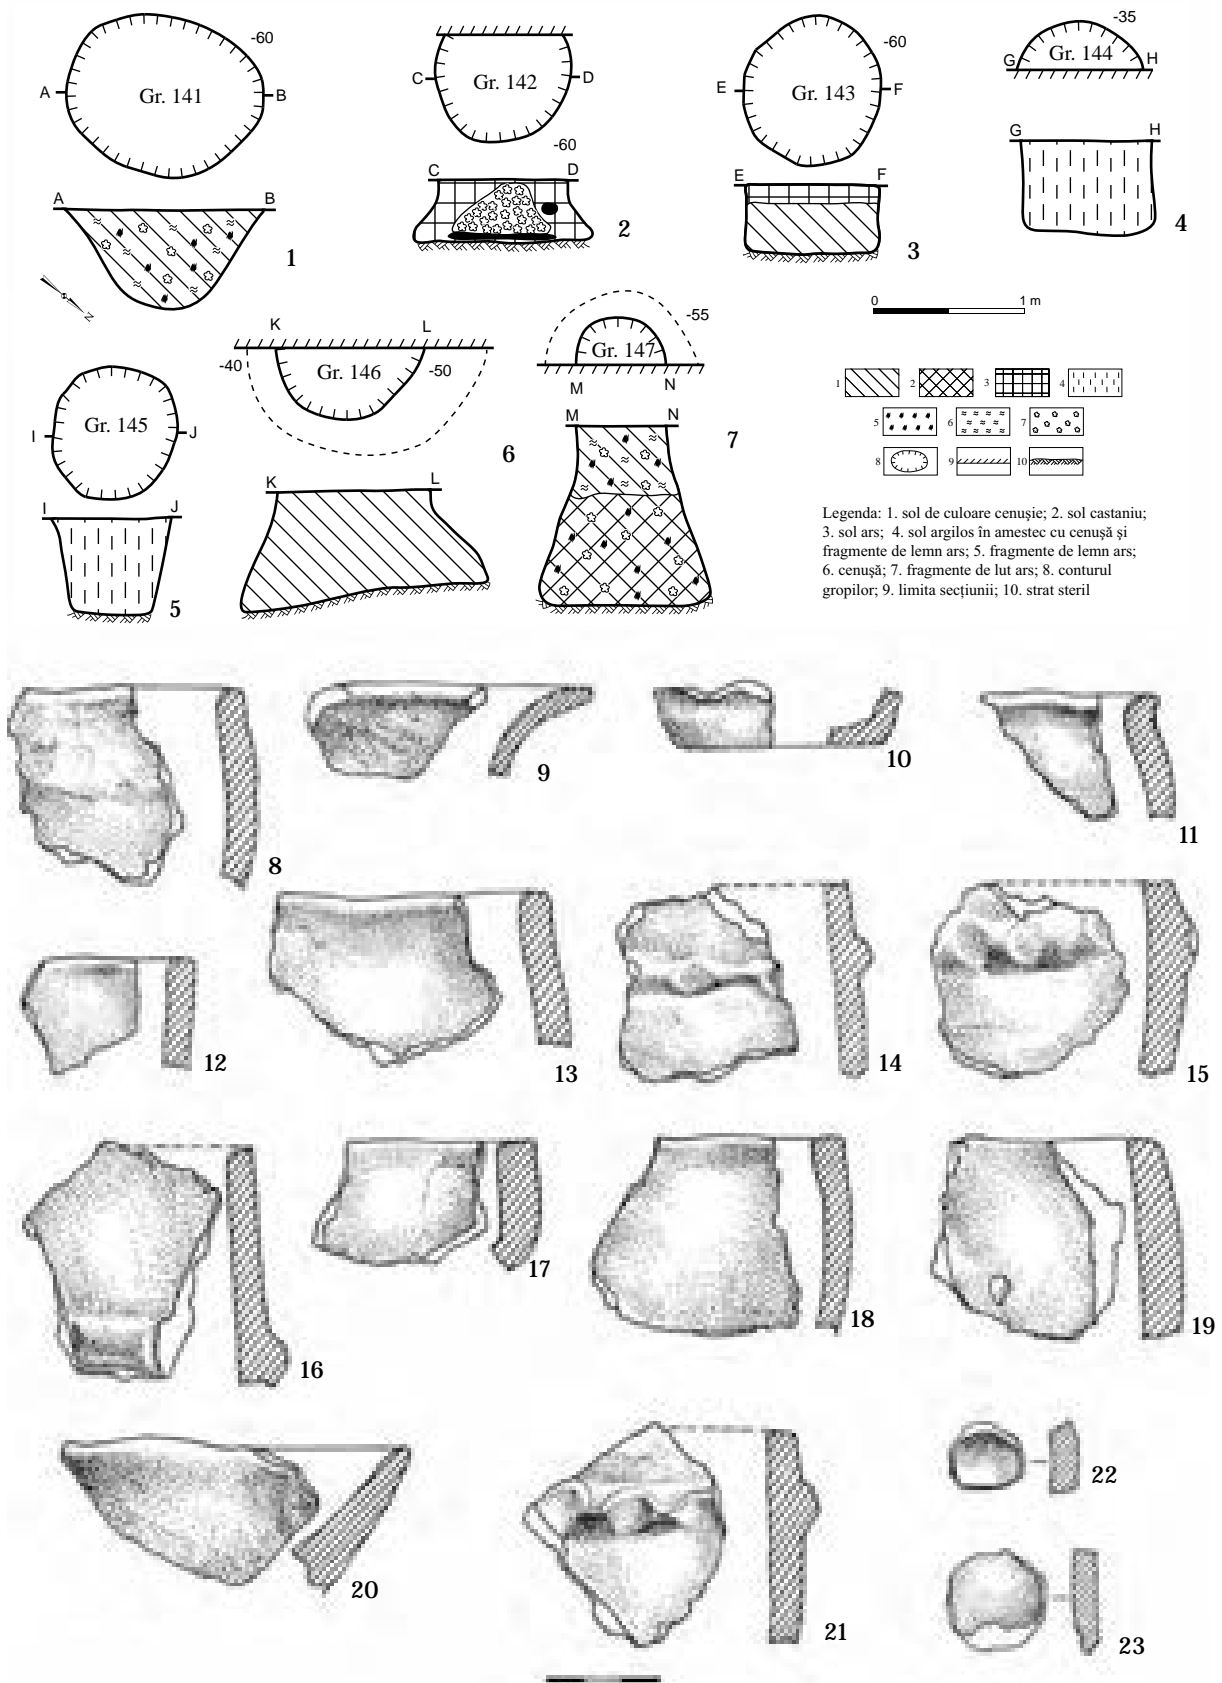 -60
A
Gr. 141
B
A
B
1
C
Gr. 142
D
-60
C
D
2
-60
E
Gr. 143
F
E
F
3
-35
G
Gr. 144
H
G
H
4
N
0
1 m
I
Gr. 145
J
I
J
5
K
L
-40
Gr. 146
-50
K
L
6
-55
Gr. 147
M
N
M
N
7
1
2
3
4
5
6
7
8
9
10
Legenda: 1. sol de culoare cenuşie; 2. sol castaniu;
3. sol ars; 4. sol argilos în amestec cu cenuşă şi
fragmente de lemn ars; 5. fragmente de lemn ars;
6. cenuşă; 7. fragmente de lut ars; 8. conturul
gropilor; 9. limita secțiunii; 10. strat steril
8
9
10
11
12
13
14
15
16
17
18
19
20
21
22
23